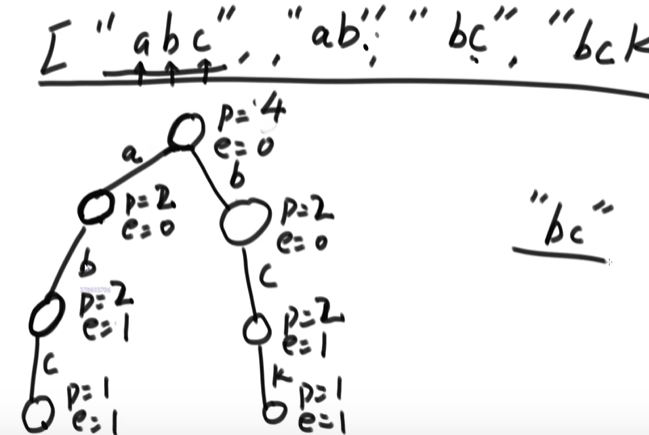 ["abc", "ab", "bc", "bck
p=4
e=0
a
b
p=2
e=0
p=2
e=0
"bc"
b
c
p=2
e=1
p=2
e=1
c
k
p=1
e=1
p=1
e=1